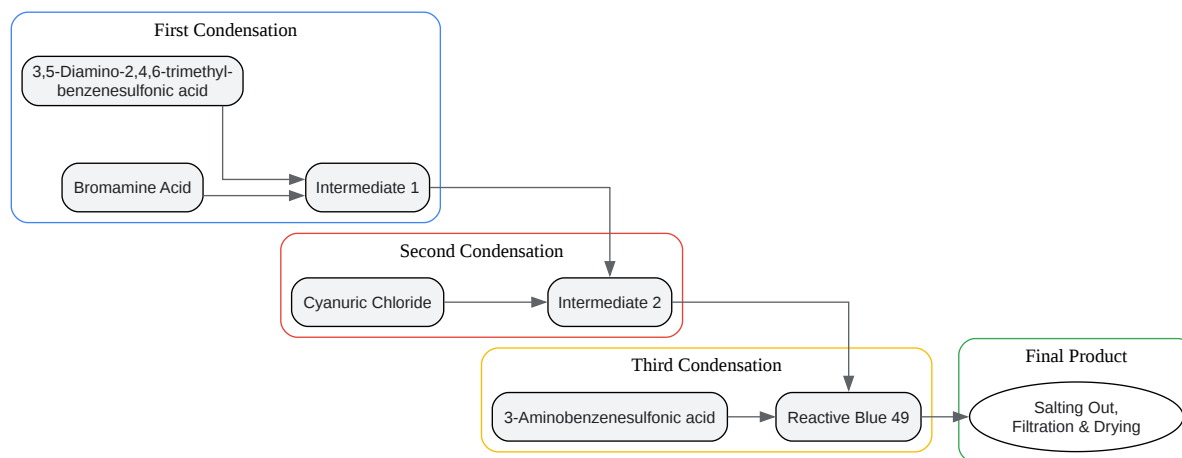 First Condensation
3,5-Diamino-2,4,6-trimethyl-
benzenesulfonic acid
Bromamine Acid
Intermediate 1
Second Condensation
Cyanuric Chloride
Intermediate 2
Third Condensation
3-Aminobenzenesulfonic acid
Reactive Blue 49
Final Product
Salting Out,
Filtration & Drying